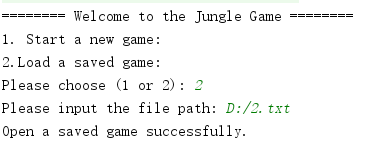 ======== Welcome to the Jungle Game ========
1. Start a new game:
2.Load a saved game:
Please choose (1 or 2): 2
Please input the file path: D:/2.txt
Open a saved game successfully.